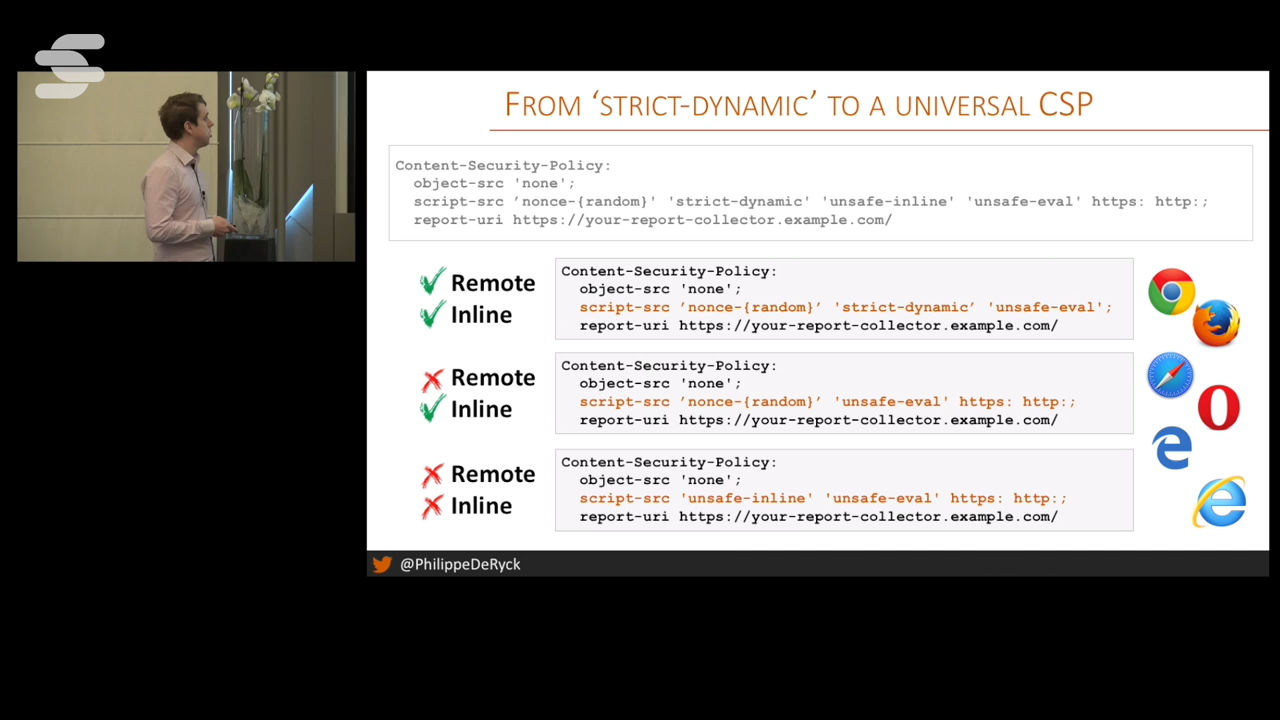 FROM ‘STRICT-DYNAMIC’ TO A UNIVERSAL CSP
Content-Security-Policy:
object-src 'none';
script-src ’nonce-{random}' 'strict-dynamic' 'unsafe-inline' 'unsafe-eval' https: http:;
report-uri https://your-report-collector.example.com/
Remote
Inline
Content-Security-Policy:
object-src 'none';
script-src ’nonce-{random}’ 'strict-dynamic’ 'unsafe-eval';
report-uri https://your-report-collector.example.com/
Remote
Inline
Content-Security-Policy:
object-src 'none';
script-src ’nonce-{random}’ 'unsafe-eval' https: http:;
report-uri https://your-report-collector.example.com/
Remote
Inline
Content-Security-Policy:
object-src 'none';
script-src 'unsafe-inline' 'unsafe-eval' https: http:;
report-uri https://your-report-collector.example.com/
@PhilippeDeRyck